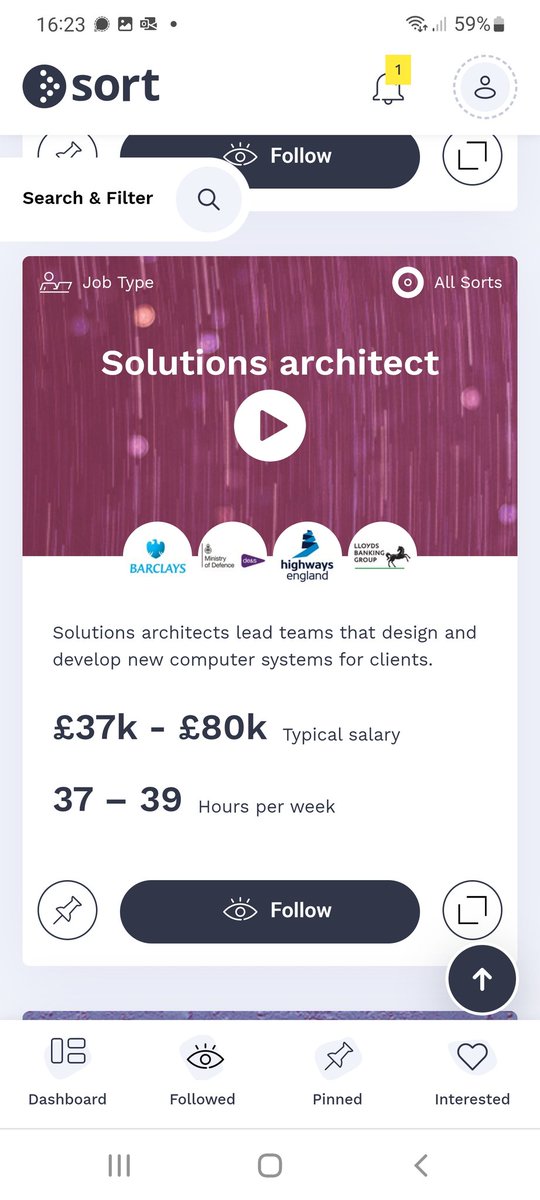 16:23
59%
sort
1
Follow
Search & Filter
Job Type
All Sorts
Solutions architect
BARCLAYS
Ministry
of Defence
de&s
highways
england
LLOYDS
BANKING
GROUP
Solutions architects lead teams that design and
develop new computer systems for clients.
£37k - £80k Typical salary
37 – 39 Hours per week
Follow
Dashboard
Followed
Pinned
Interested